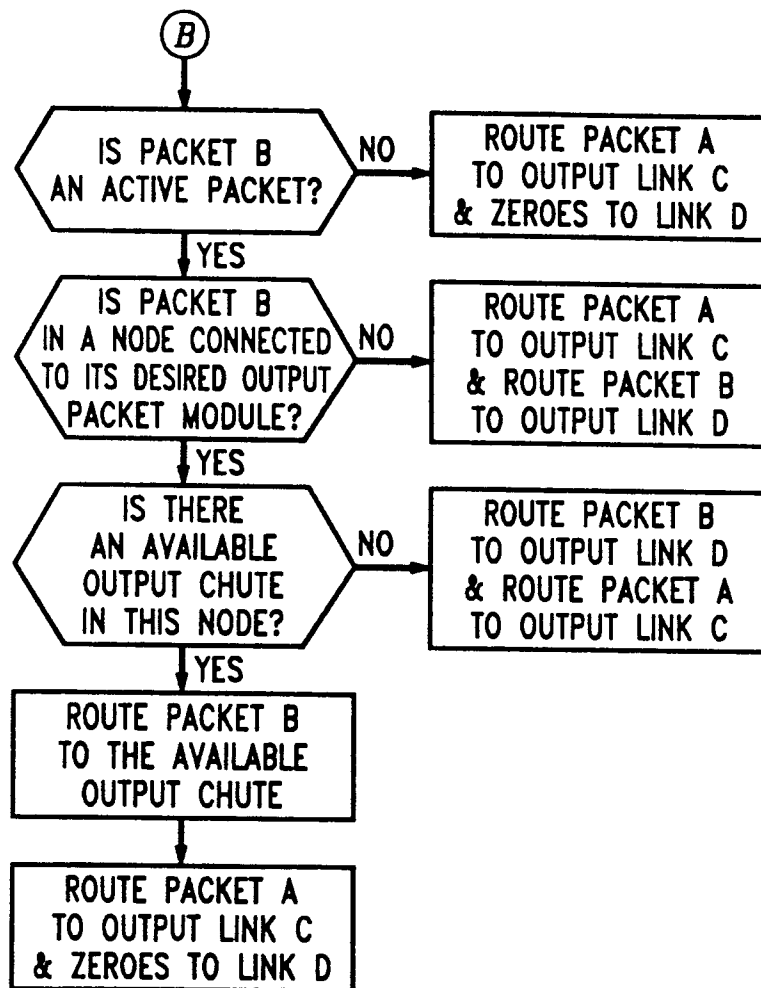 B
IS PACKET B
AN ACTIVE PACKET?
NO
ROUTE PACKET A
TO OUTPUT LINK C
& ZEROES TO LINK D
YES
IS PACKET B
IN A NODE CONNECTED
TO ITS DESIRED OUTPUT
PACKET MODULE?
NO
ROUTE PACKET A
TO OUTPUT LINK C
& ROUTE PACKET B
TO OUTPUT LINK D
YES
IS THERE
AN AVAILABLE
OUTPUT CHUTE
IN THIS NODE?
NO
ROUTE PACKET B
TO OUTPUT LINK D
& ROUTE PACKET A
TO OUTPUT LINK C
YES
ROUTE PACKET B
TO THE AVAILABLE
OUTPUT CHUTE
ROUTE PACKET A
TO OUTPUT LINK C
& ZEROES TO LINK D